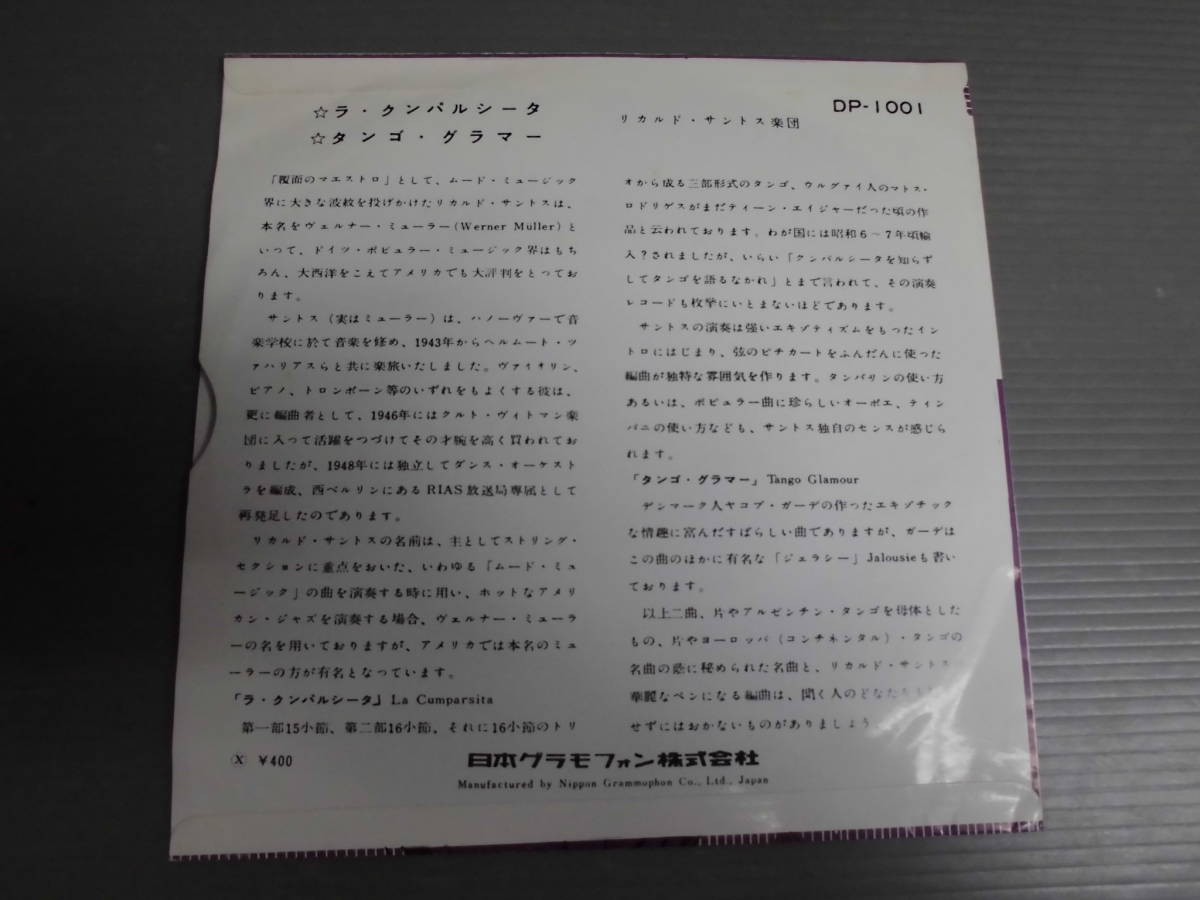 ☆ラ・クンパルシータ
☆タンゴ・グラマー
リカルド・サントス楽団
DP-1001
「覆面のマエストロ」として、ムード・ミュージック
界に大きな波紋を投げかけたリカルド・サントスは、
本名をヴェルナー・ミューラー(Werner Müller)と
いって、ドイツ・ポピュラー・ミュージック界はもち
ろん、大西洋をこえてアメリカでも大評判をとってお
ります。
サントス(実はミューラー)は、ハノーヴァーで音
楽学校に於て音楽を修め、1943年からヘルムート・ツ
ァハリアスらと共に楽旅いたしました。ヴァイオリン、
ピアノ、トロンボーン等のいずれをもよくする彼は、
更に編曲者として、1946年にはクルト・ヴィトマン楽
団に入って活躍をつづけてその才腕を高く買われてお
りましたが、1948年には独立してダンス・オーケスト
ラを編成、西ベルリンにあるRIAS放送局専属として
再発足したのであります。
リカルド・サントスの名前は、主としてストリング・
セクションに重点をおいた、いわゆる「ムード・ミュ
ージック」の曲を演奏する時に用い、ホットなアメリ
カン・ジャズを演奏する場合、ヴェルナー・ミューラ
ーの名を用いておりますが、アメリカでは本名のミュ
ーラーの方が有名となっています。
「ラ・クンパルシータ」La Cumparsita
第一部15小節、第二部16小節、それに16小節のトリ
オから成る三部形式のタンゴ、ウルグァイ人のマトス・
ロドリゲスがまだティーン・エイジャーだった頃の作
品と云われております。わが国には昭和6〜7年頃輸
入?されましたが、いらい「クンパルシータを知らず
してタンゴを語るなかれ」とまで言われて、その演奏
レコードも枚挙にいとまないほどであります。
サントスの演奏は強いエキゾティズムをもったイン
トロにはじまり、弦のピチカートをふんだんに使った
編曲が独特な雰囲気を作ります。タンバリンの使い方
あるいは、ポピュラー曲に珍らしいオーボエ、ティン
パニの使い方なども、サントス独自のセンスが感じら
れます。
「タンゴ・グラマー」Tango Glamour
デンマーク人ヤコブ・ガーデの作ったエキゾチック
な情趣に富んだすばらしい曲でありますが、ガーデは
この曲のほかに有名な「ジェラシー」Jalousieも書い
ております。
以上二曲、片やアルゼンチン・タンゴを母体とした
もの、片やヨーロッパ(コンチネンタル)・タンゴの
名曲の悲に秘められた名曲と、リカルド・サントス
華麗なペンになる編曲は、聞く人のどなたをも
せずにはおかないものがありましょう
Ⓧ ￥400
日本グラモフォン株式会社
Manufactured by Nippon Grammophon Co., Ltd., Japan